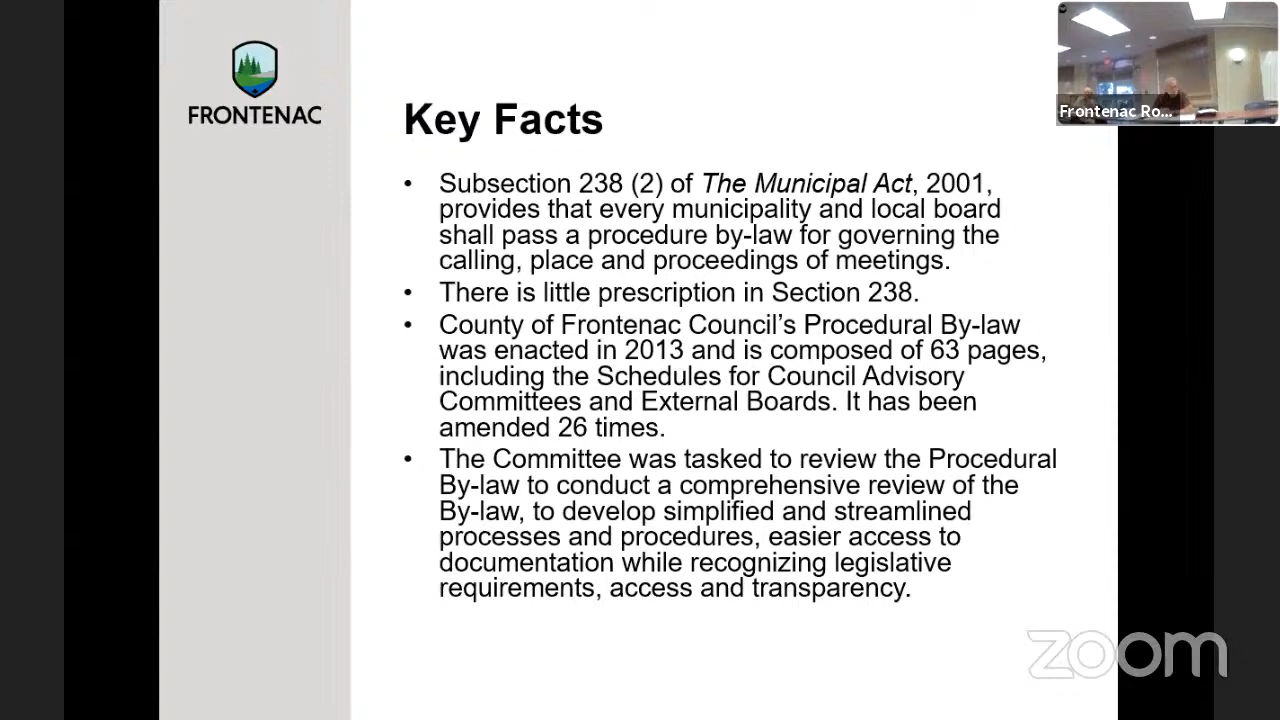 FRONTENAC
Key Facts
• Subsection 238 (2) of The Municipal Act, 2001,
provides that every municipality and local board
shall pass a procedure by-law for governing the
calling, place and proceedings of meetings.
• There is little prescription in Section 238.
• County of Frontenac Council's Procedural By-law
was enacted in 2013 and is composed of 63 pages,
including the Schedules for Council Advisory
Committees and External Boards. It has been
amended 26 times.
• The Committee was tasked to review the Procedural
By-law to conduct a comprehensive review of the
By-law, to develop simplified and streamlined
processes and procedures, easier access to
documentation while recognizing legislative
requirements, access and transparency.
Frontenac Ro...
zoom